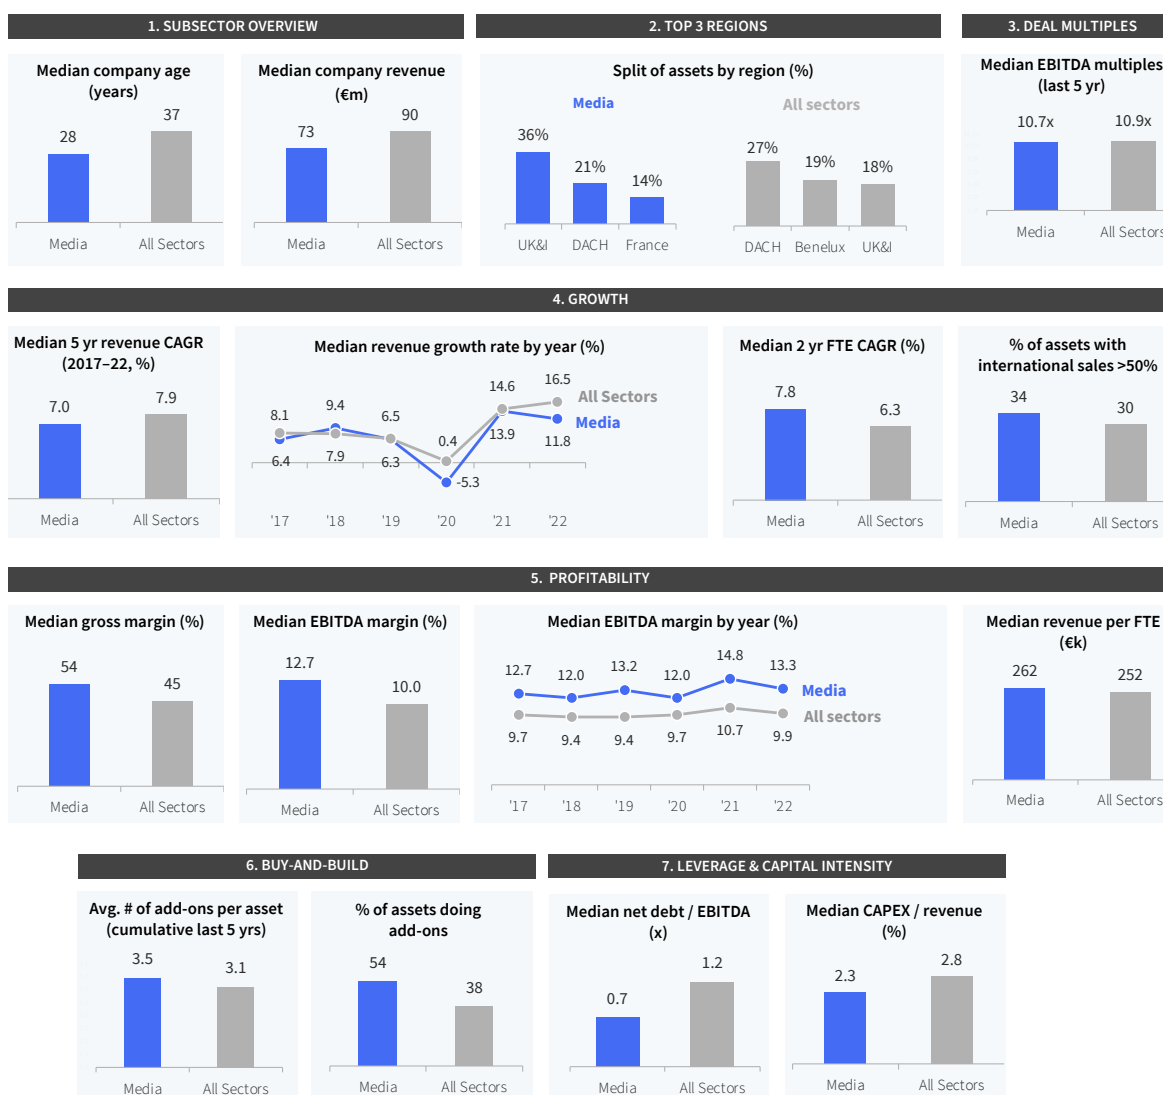 1. SUBSECTOR OVERVIEW
2. TOP 3 REGIONS
3. DEAL MULTIPLES
Median company age
(years)
28
37
Media
All Sectors
Median company revenue
(€m)
73
90
Media
All Sectors
Split of assets by region (%)
Media
All sectors
36%
21%
14%
UK&I
DACH
France
27%
19%
18%
DACH
Benelux
UK&I
Median EBITDA multiples
(last 5 yr)
10.7x
10.9x
Media
All Sectors
4. GROWTH
Median 5 yr revenue CAGR
(2017–22, %)
7.0
7.9
Media
All Sectors
Median revenue growth rate by year (%)
8.1
9.4
6.5
0.4
14.6
16.5
All Sectors
Media
6.4
7.9
6.3
-5.3
13.9
11.8
'17
'18
'19
'20
'21
'22
Median 2 yr FTE CAGR (%)
7.8
6.3
Media
All Sectors
% of assets with
international sales >50%
34
30
Media
All Sectors
5. PROFITABILITY
Median gross margin (%)
54
45
Media
All Sectors
Median EBITDA margin (%)
12.7
10.0
Media
All Sectors
Median EBITDA margin by year (%)
12.7
12.0
13.2
12.0
14.8
13.3
Media
All sectors
9.7
9.4
9.4
9.7
10.7
9.9
'17
'18
'19
'20
'21
'22
Median revenue per FTE
(€k)
262
252
Media
All Sectors
6. BUY-AND-BUILD
7. LEVERAGE & CAPITAL INTENSITY
Avg. # of add-ons per asset
(cumulative last 5 yrs)
3.5
3.1
Media
All Sectors
% of assets doing
add-ons
54
38
Media
All Sectors
Median net debt / EBITDA
(x)
0.7
1.2
Media
All Sectors
Median CAPEX / revenue
(%)
2.3
2.8
Media
All Sectors